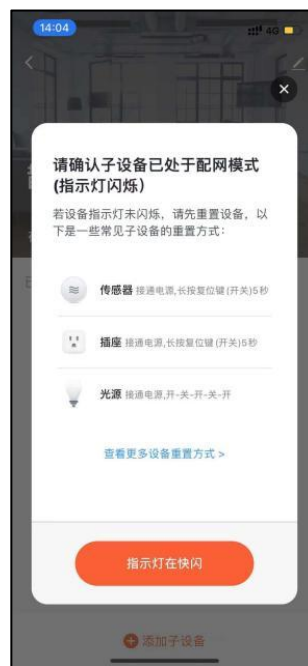 14:04
4G
请确认子设备已处于配网模式
(指示灯闪烁)
若设备指示灯未闪烁，请先重置设备，以
下是一些常见子设备的重置方式：
传感器 接通电源,长按复位键(开关)5秒
插座 接通电源,长按复位键(开关)5秒
光源 接通电源,开-关-开-关-开
查看更多设备重置方式 >
指示灯在快闪
添加子设备